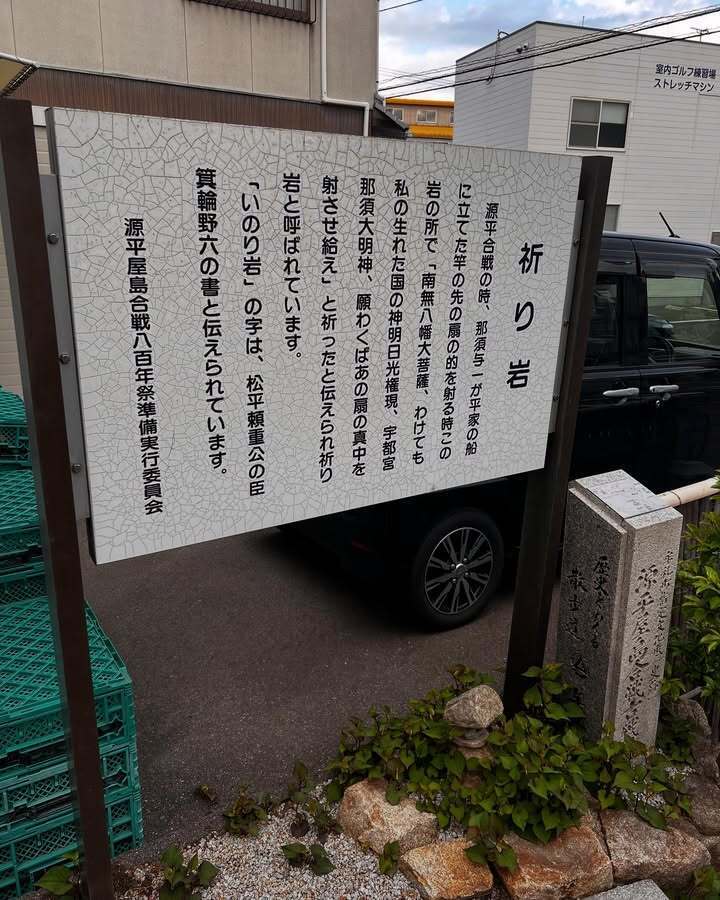 祈り岩
源平合戦の時、那須与一が平家の船
に立てた竿の先の扇の的を射る時この
岩の所で「南無八幡大菩薩、わけても
私の生れた国の神明日光権現、宇都宮
那須大明神、願わくばあの扇の真中を
射させ給え」と祈ったと伝えられ祈り
岩と呼ばれています。
「いのり岩」の字は、松平頼重公の臣
箕輪野六の書と伝えられています。
源平屋島合戦八百年祭準備実行委員会
室内ゴルフ練習場
ストレッチマシン